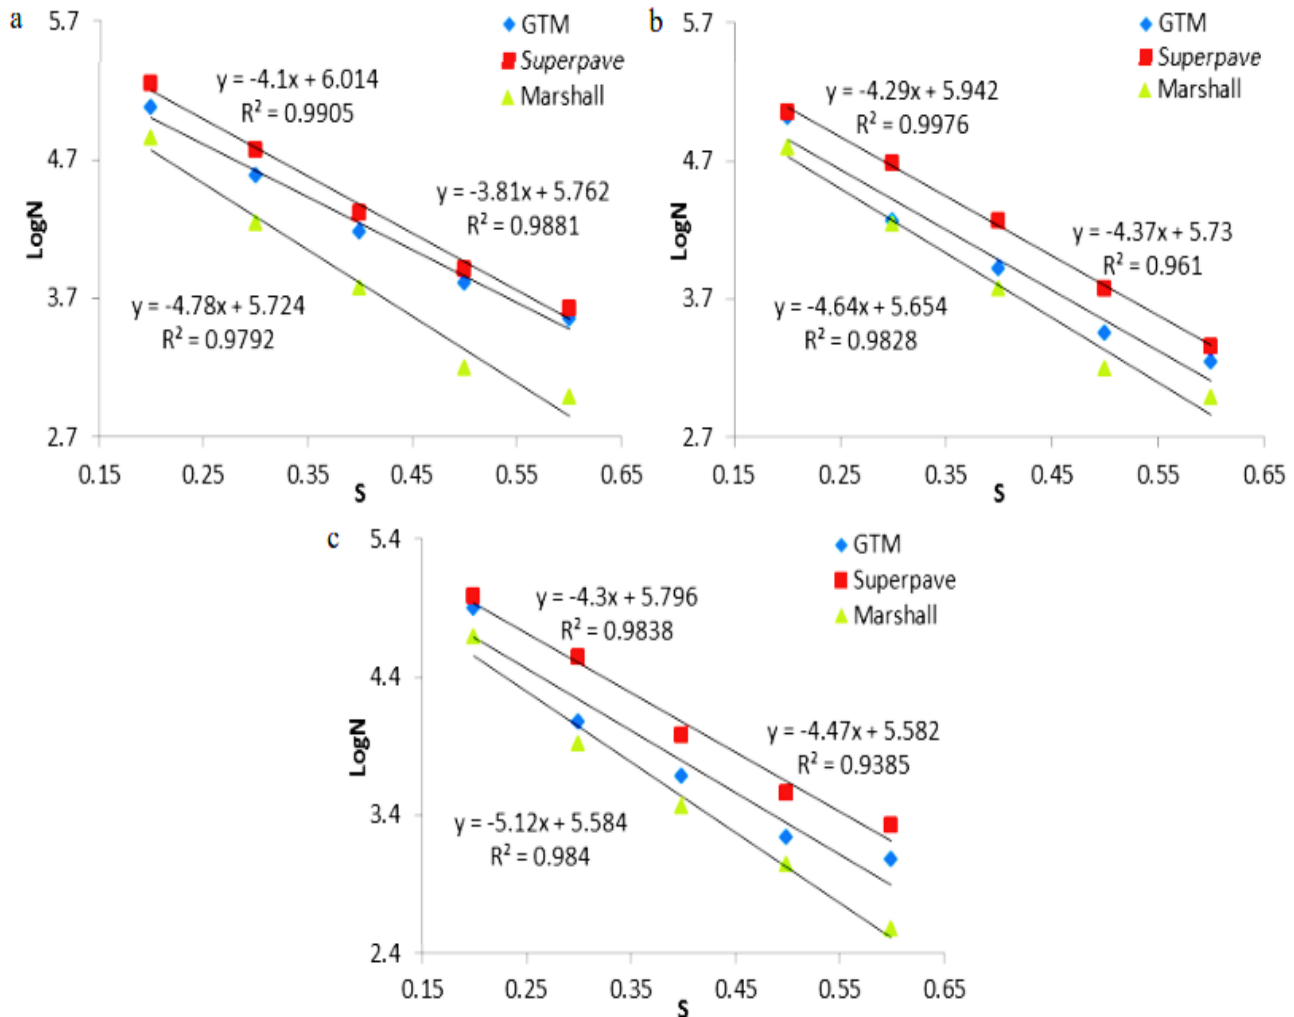 a
5.7
4.7
3.7
2.7
LogN
GTM
Superpave
Marshall
y = -4.1x + 6.014
R² = 0.9905
y = -3.81x + 5.762
R² = 0.9881
y = -4.78x + 5.724
R² = 0.9792
0.15 0.25 0.35 0.45 0.55 0.65
S
b
5.7
4.7
3.7
2.7
GTM
Superpave
Marshall
y = -4.29x + 5.942
R² = 0.9976
y = -4.37x + 5.73
R² = 0.961
y = -4.64x + 5.654
R² = 0.9828
LogN
0.15 0.25 0.35 0.45 0.55 0.65
S
c
5.4
4.4
3.4
2.4
LogN
GTM
Superpave
Marshall
y = -4.3x + 5.796
R² = 0.9838
y = -4.47x + 5.582
R² = 0.9385
y = -5.12x + 5.584
R² = 0.984
0.15 0.25 0.35 0.45 0.55 0.65
S